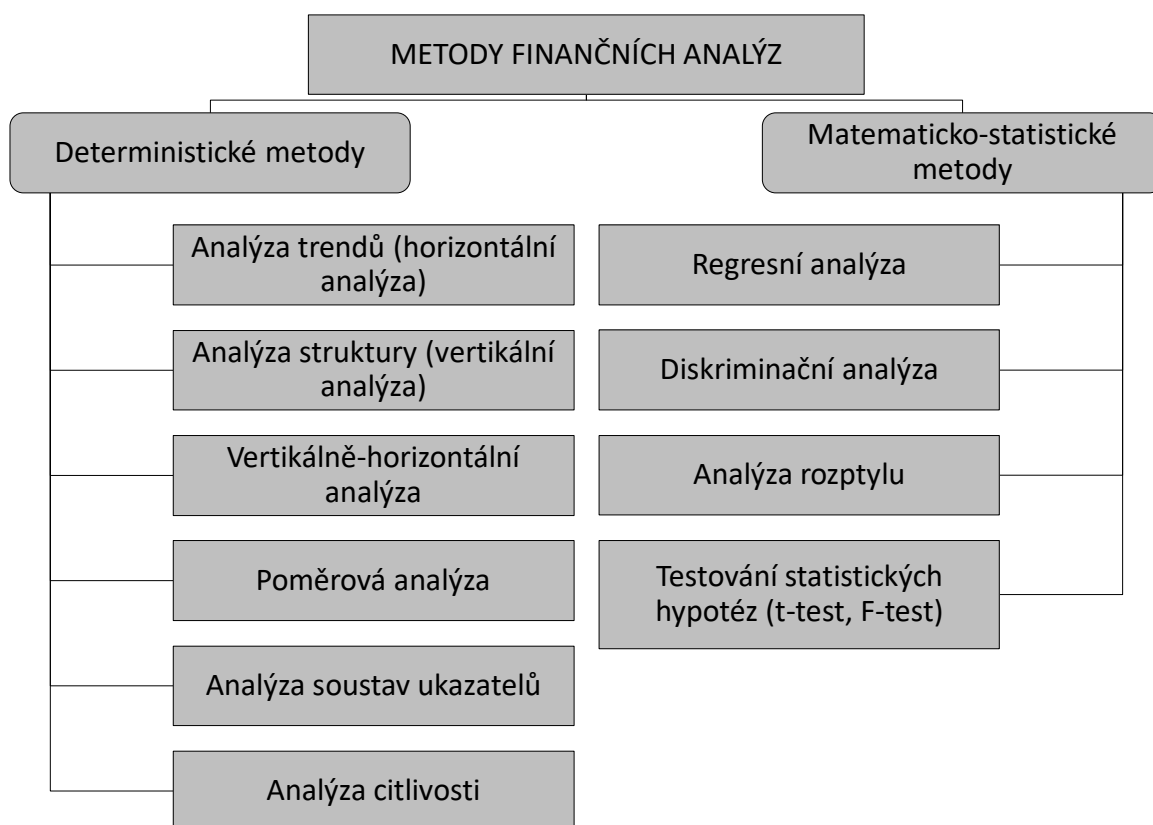 METODY FINANČNÍCH ANALÝZ
Deterministické metody
Analýza trendů (horizontální
analýza)
Analýza struktury (vertikální
analýza)
Vertikálně-horizontální
analýza
Poměrová analýza
Analýza soustav ukazatelů
Analýza citlivosti
Matematicko-statistické
metody
Regresní analýza
Diskriminační analýza
Analýza rozptylu
Testování statistických
hypotéz (t-test, F-test)